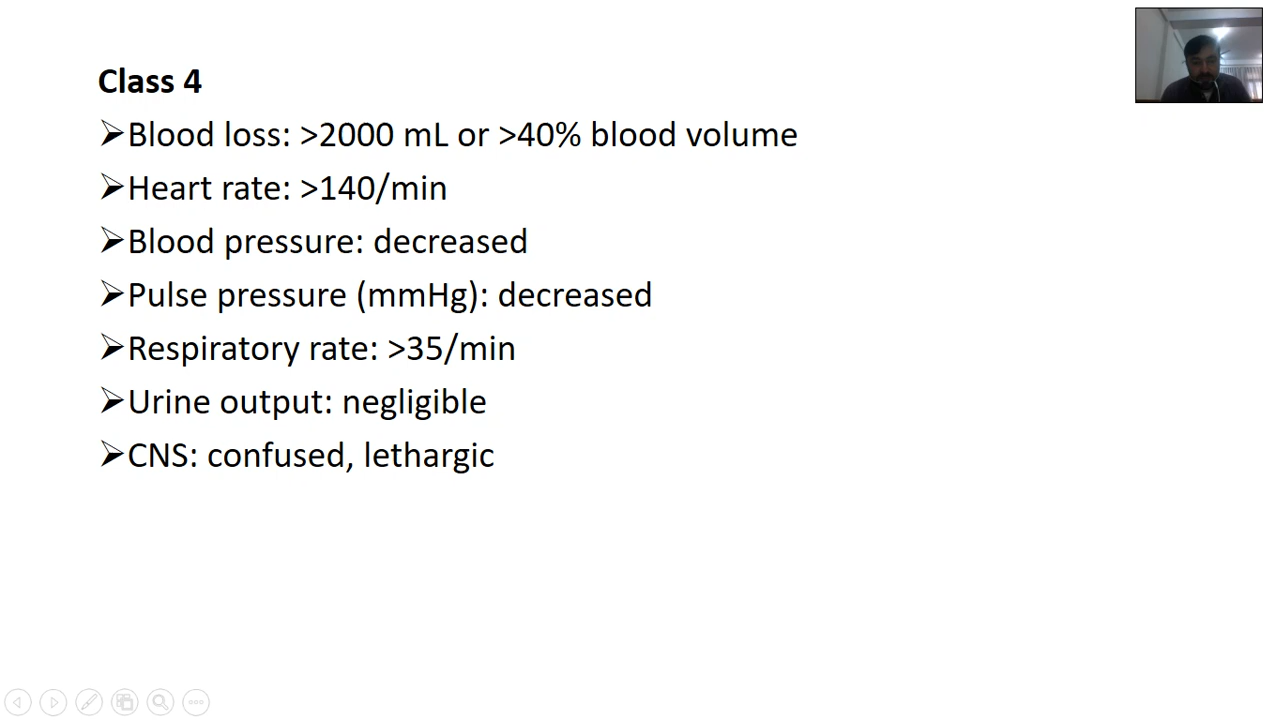 Class 4
➢Blood loss: >2000 mL or >40% blood volume
➢Heart rate: >140/min
➢Blood pressure: decreased
➢Pulse pressure (mmHg): decreased
➢Respiratory rate: >35/min
➢Urine output: negligible
➢CNS: confused, lethargic